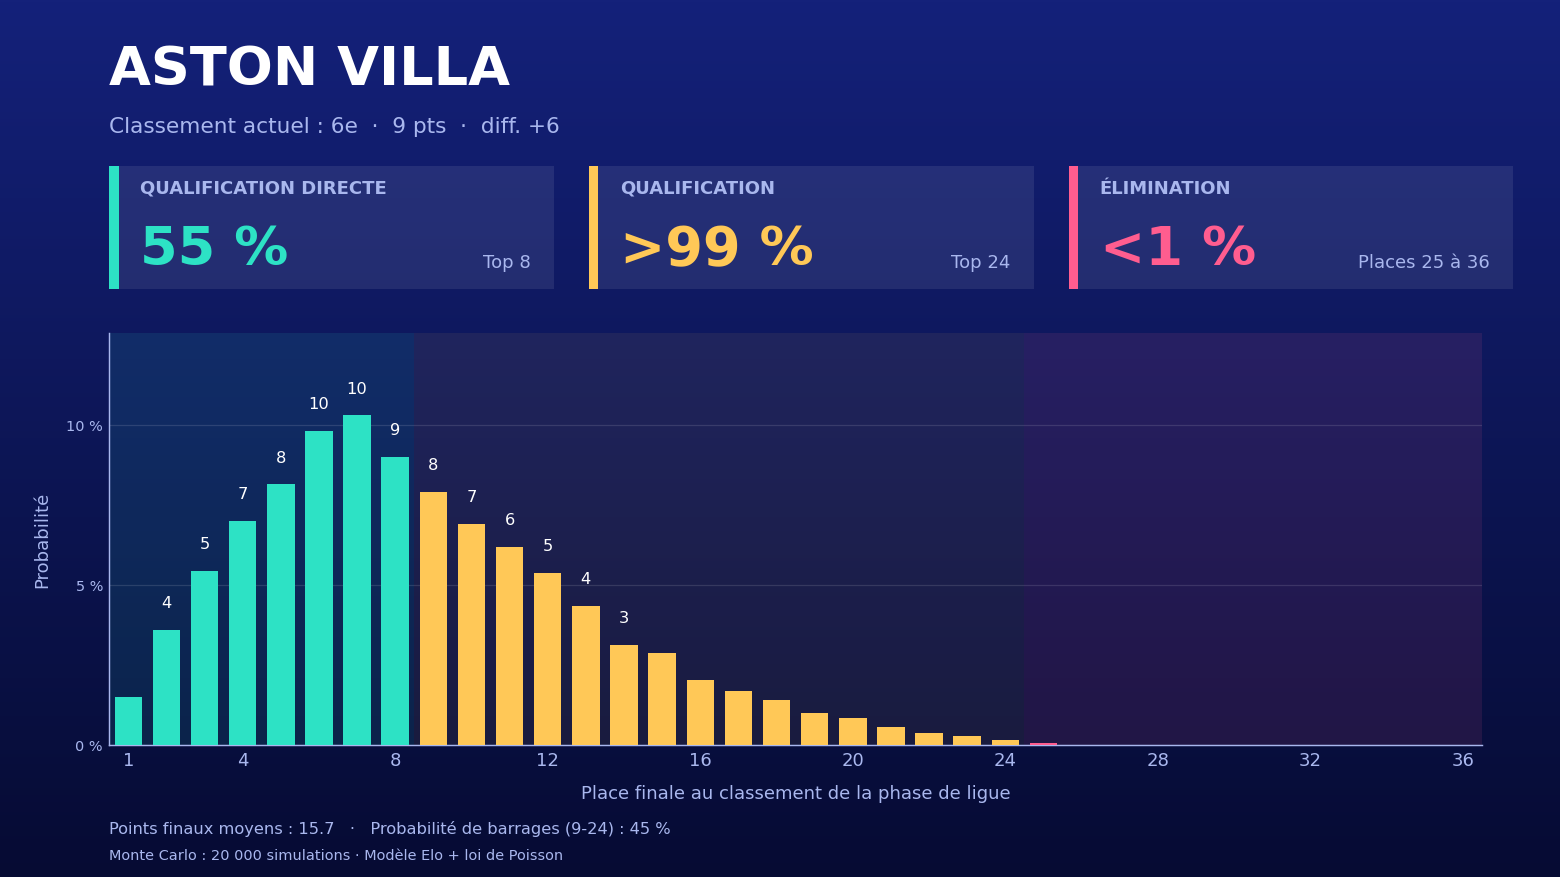 ASTON VILLA
Classement actuel : 6e · 9 pts · diff. +6
QUALIFICATION DIRECTE
55 %
Top 8
QUALIFICATION
>99 %
Top 24
ÉLIMINATION
<1 %
Places 25 à 36
Probabilité
10 %
5 %
0 %
4
5
7
8
10
10
9
8
7
6
5
4
3
1 4 8 12 16 20 24 28 32 36
Place finale au classement de la phase de ligue
Points finaux moyens : 15.7 · Probabilité de barrages (9-24) : 45 %
Monte Carlo : 20 000 simulations · Modèle Elo + loi de Poisson